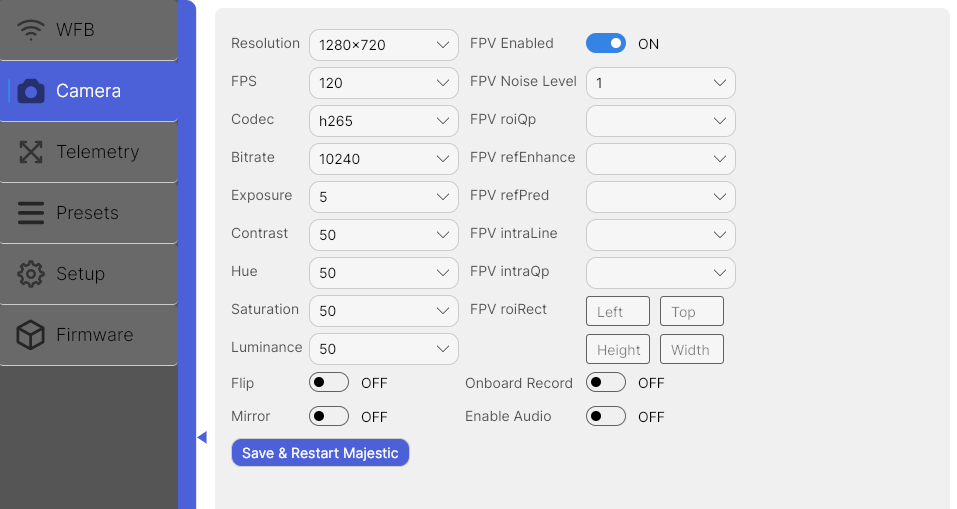 WFB
Camera
Telemetry
Presets
Setup
Firmware
Resolution 1280x720 FPV Enabled ON
FPS 120 FPV Noise Level 1
Codec h265 FPV roiQp
Bitrate 10240 FPV refEnhance
Exposure 5 FPV refPred
Contrast 50 FPV intraLine
Hue 50 FPV intraQp
Saturation 50 FPV roiRect Left Top
Luminance 50 Height Width
Flip OFF Onboard Record OFF
Mirror OFF Enable Audio OFF
Save & Restart Majestic